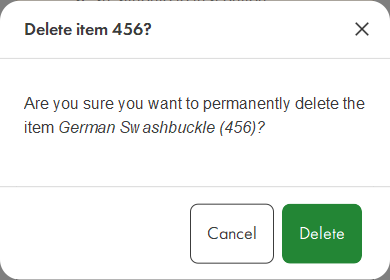 Delete item 456?
Are you sure you want to permanently delete the
item German Swashbuckle (456)?
Cancel
Delete